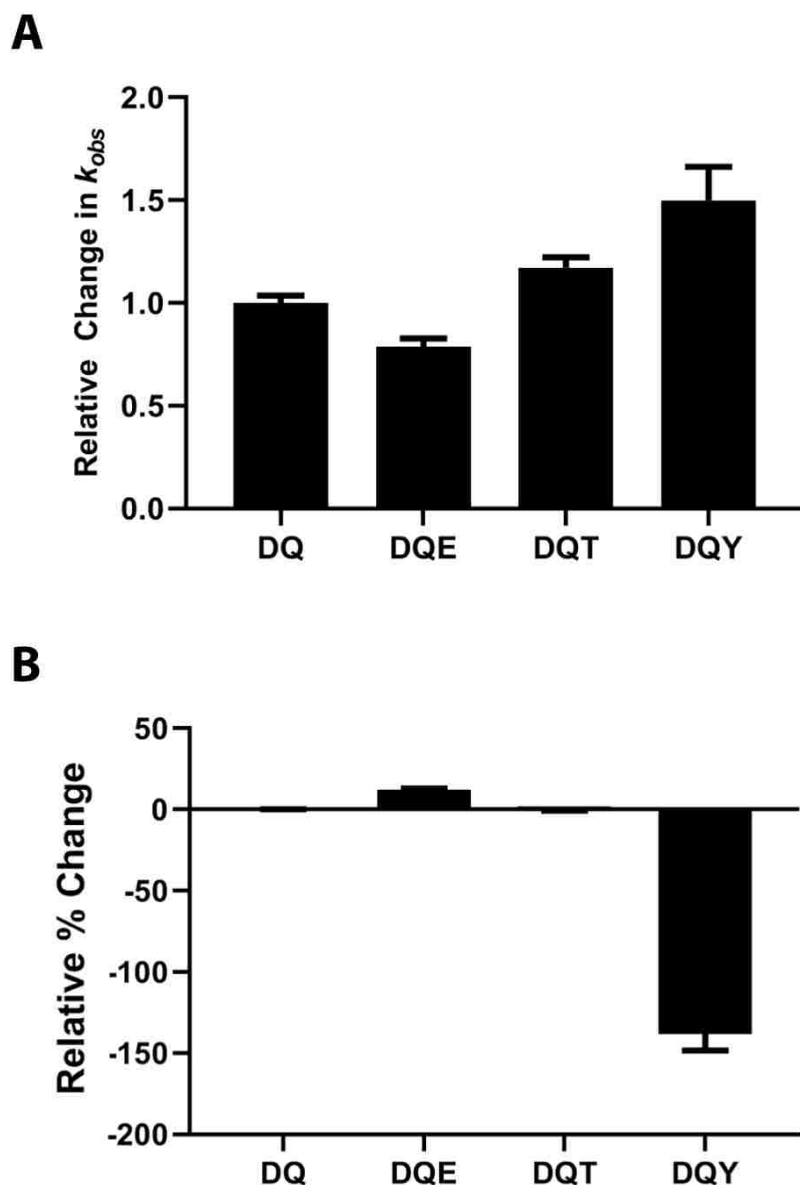 A
Relative Change in kobs
2.0
1.5
1.0
0.5
0.0
DQ DQE DQT DQY
B
Relative % Change
50
0
-50
-100
-150
-200
DQ DQE DQT DQY